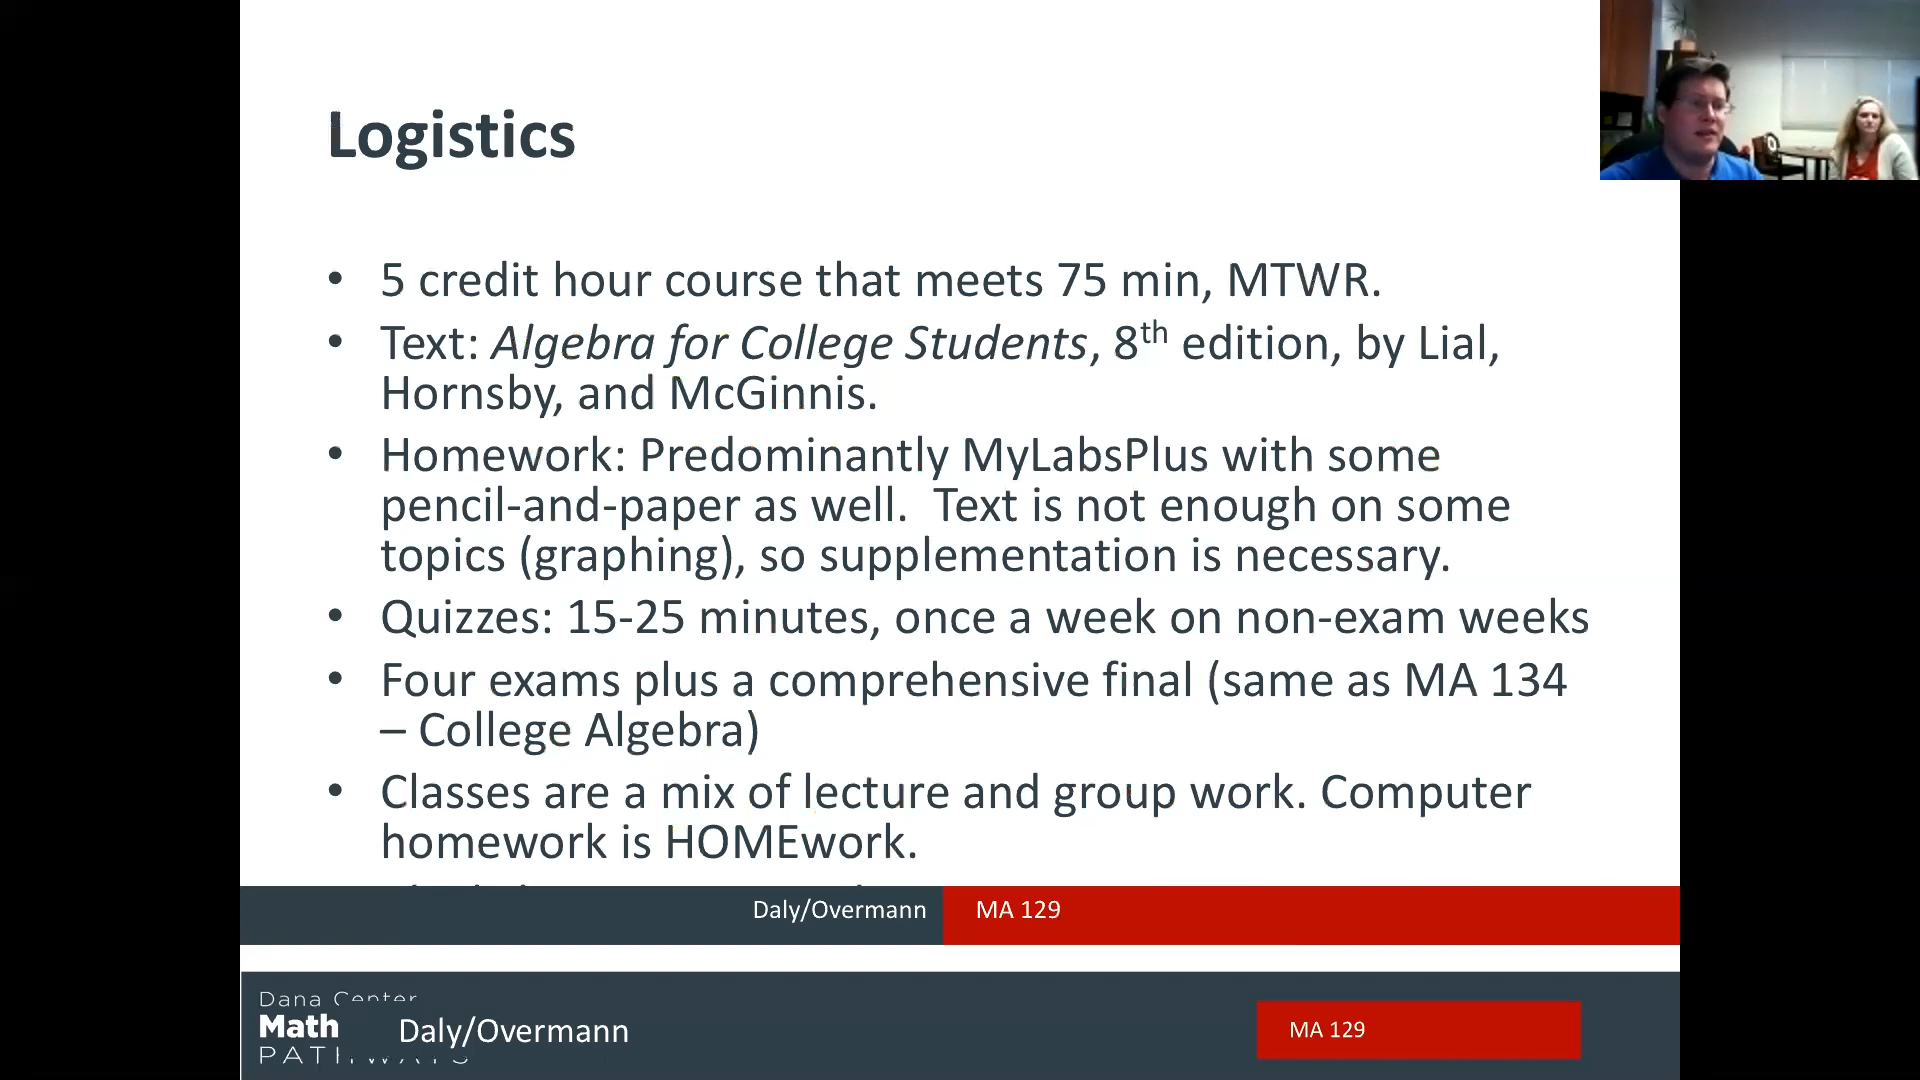 Logistics
• 5 credit hour course that meets 75 min, MTWR.
• Text: Algebra for College Students, 8th edition, by Lial,
Hornsby, and McGinnis.
• Homework: Predominantly MyLabsPlus with some
pencil-and-paper as well.  Text is not enough on some
topics (graphing), so supplementation is necessary.
• Quizzes: 15-25 minutes, once a week on non-exam weeks
• Four exams plus a comprehensive final (same as MA 134
– College Algebra)
• Classes are a mix of lecture and group work. Computer
homework is HOMEwork.
Daly/Overmann MA 129
Dana Center
Math
Daly/Overmann
MA 129
PATHWAYS